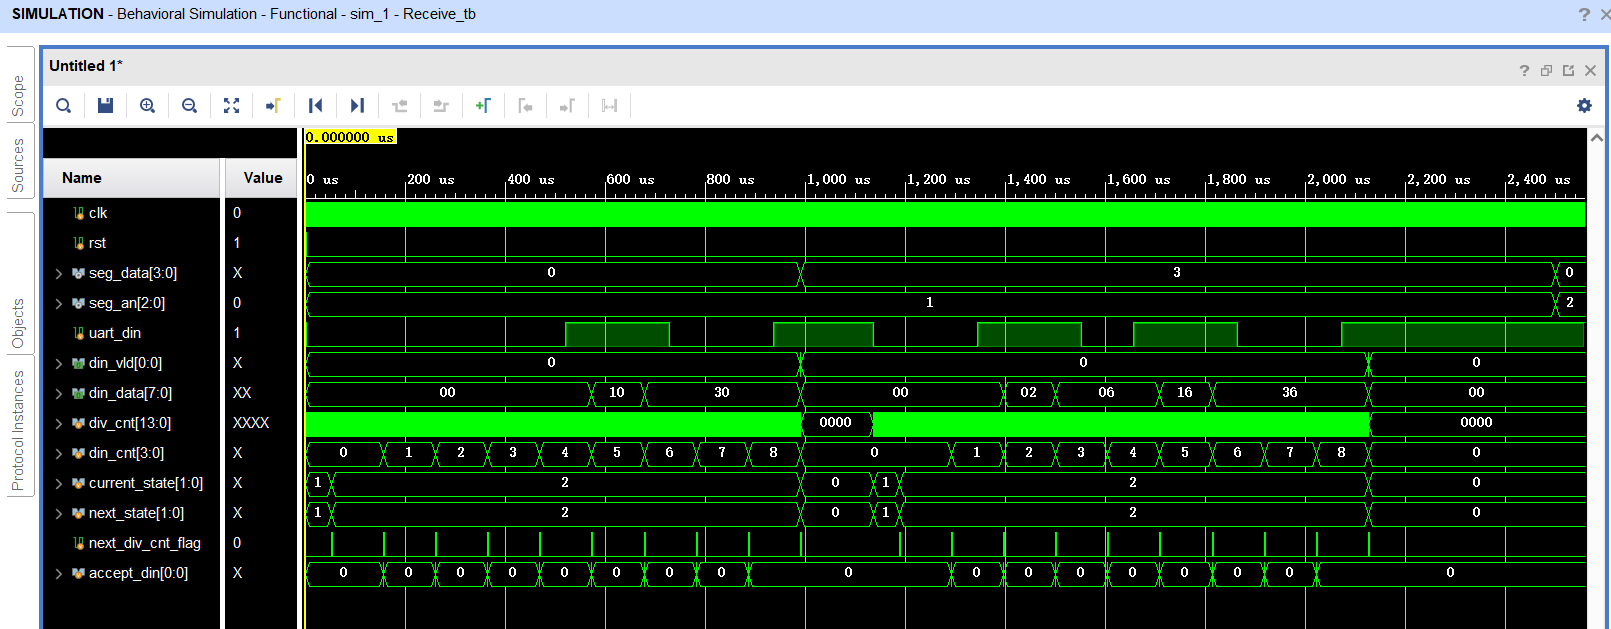 SIMULATION - Behavioral Simulation - Functional - sim_1 - Receive_tb
? ×
Scope
Sources
Objects
Protocol Instances
Untitled 1*
0.000000 us
Name Value
0 us 200 us 400 us 600 us 800 us 1,000 us 1,200 us 1,400 us 1,600 us 1,800 us 2,000 us 2,200 us 2,400 us
clk 0
rst 1
seg_data[3:0] X 0 3 0
seg_an[2:0] 0 1 2
uart_din 1
din_vld[0:0] X 0 0 0
din_data[7:0] XX 00 10 30 00 02 06 16 36 00
div_cnt[13:0] XXXX 0000 0000
din_cnt[3:0] X 0 1 2 3 4 5 6 7 8 0 1 2 3 4 5 6 7 8 0
current_state[1:0] X 1 2 0 1 2 0
next_state[1:0] X 1 2 0 1 2 0
next_div_cnt_flag 0
accept_din[0:0] X 0 0 0 0 0 0 0 0 0 0 0 0 0 0 0 0 0